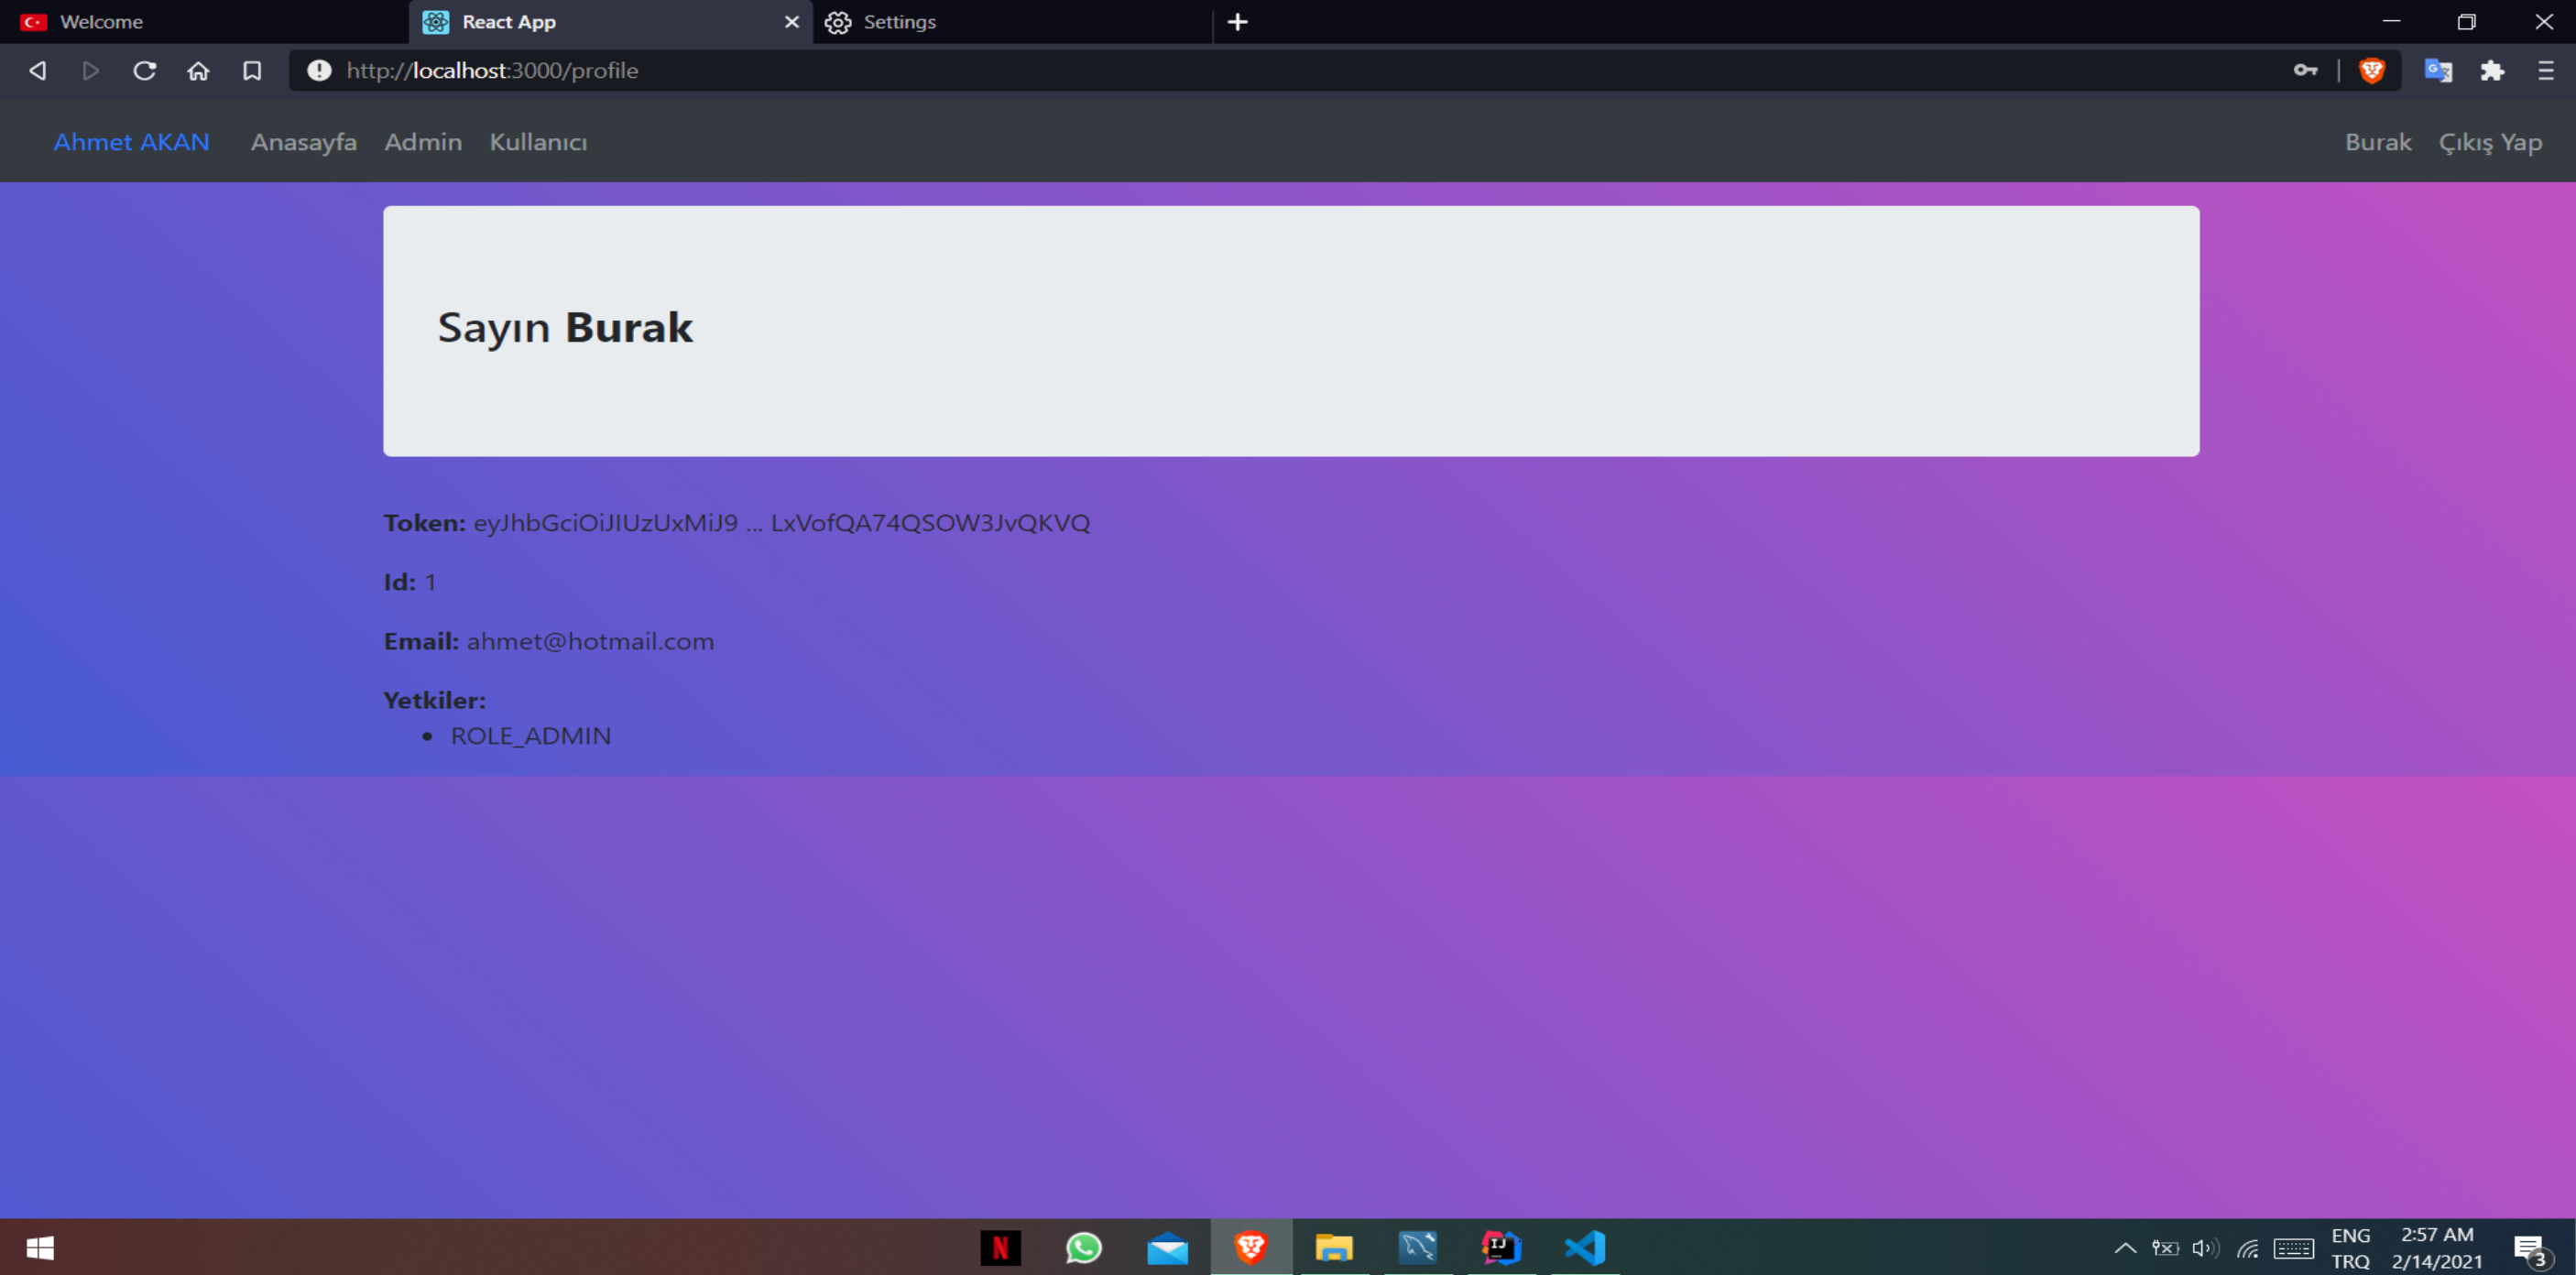 Welcome
React App
Settings
http://localhost:3000/profile
Ahmet AKAN Anasayfa Admin Kullanıcı Burak Çıkış Yap
Sayın Burak
Token: eyJhbGciOiJIUzUxMiJ9 ... LxVofQA74QSOW3JvQKVQ
Id: 1
Email: ahmet@hotmail.com
Yetkiler:
• ROLE_ADMIN
ENG 2:57 AM
TRQ 2/14/2021
3